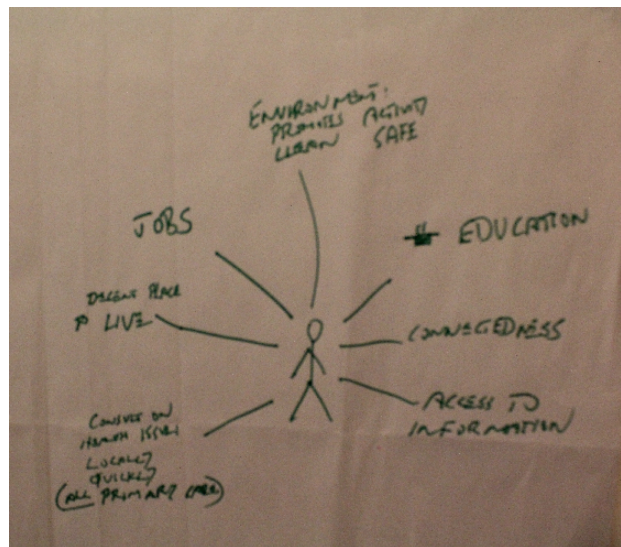 ENVIRONMENT:
PROMOTES ACTIVITY
CLEAN SAFE
JOBS
EDUCATION
DECENT PLACE
TO LIVE
CONNECTEDNESS
ACCESS TO
INFORMATION
CONSULT ON
HEALTH ISSUES
LOCALLY
QUICKLY
(ALL PRIMARY CARE)